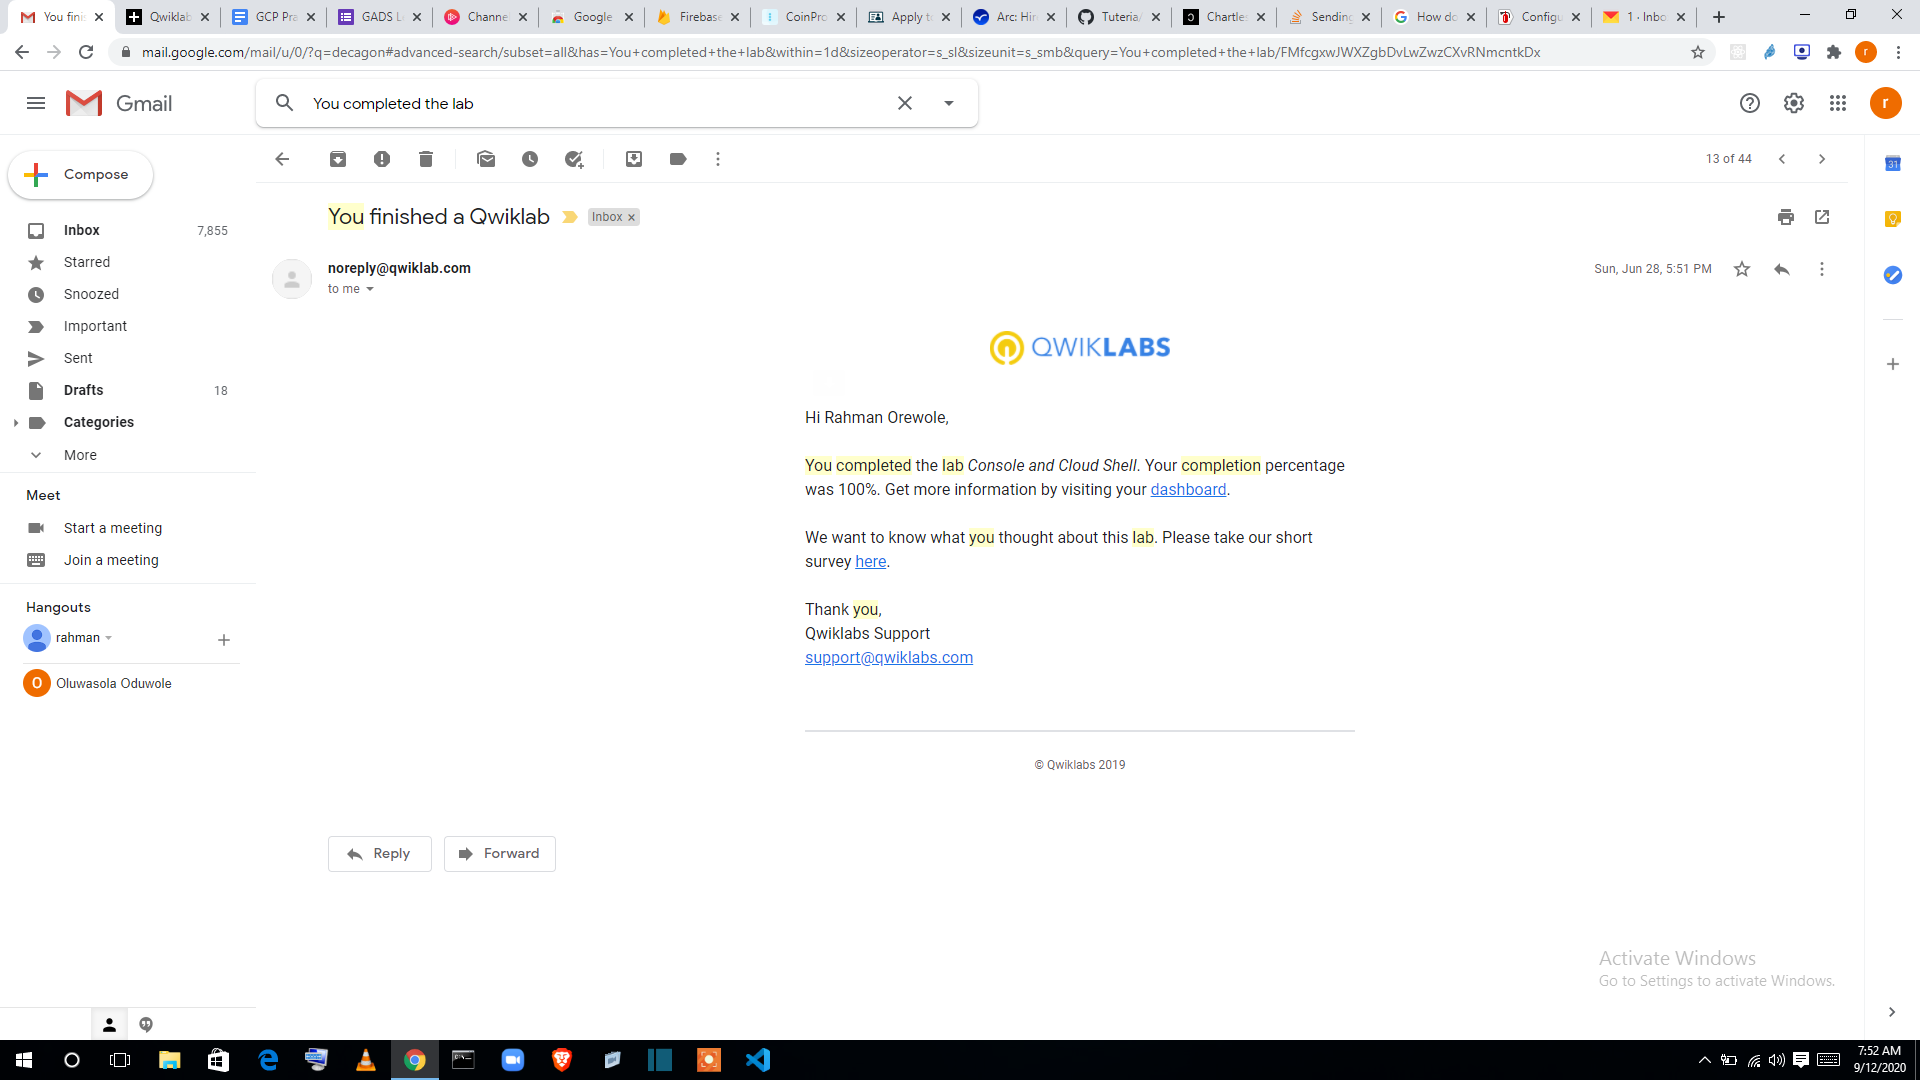 You finis
Qwiklab
GCP Pra
GADS L
Channel
Google
Firebase
CoinPro
Apply to
Arc: Hir
Tuteria/
Chartles
Sending
How do
Configu
1 · Inbo
mail.google.com/mail/u/0/?q=decagon#advanced-search/subset=all&has=You+completed+the+lab&within=1d&sizeoperator=s_sl&sizeunit=s_smb&query=You+completed+the+lab/FMfcgxwJWXZgbDvLwZwzCXvRNmcntkDx
r
Gmail
You completed the lab
r
Compose
13 of 44
31
Inbox 7,855
Starred
Snoozed
Important
Sent
Drafts 18
Categories
More
Meet
Start a meeting
Join a meeting
Hangouts
rahman
O Oluwasola Oduwole
You finished a Qwiklab
Inbox x
noreply@qwiklab.com
Sun, Jun 28, 5:51 PM
to me
QWIKLABS
Hi Rahman Orewole,
You completed the lab Console and Cloud Shell. Your completion percentage
was 100%. Get more information by visiting your dashboard.
We want to know what you thought about this lab. Please take our short
survey here.
Thank you,
Qwiklabs Support
support@qwiklabs.com
© Qwiklabs 2019
Reply
Forward
Activate Windows
Go to Settings to activate Windows.
7:52 AM
9/12/2020